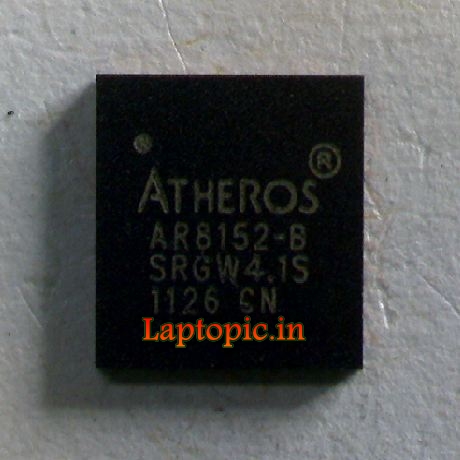 ATHEROS®
AR8152-B
SRGW4.1S
1126 CN
Laptopic.in